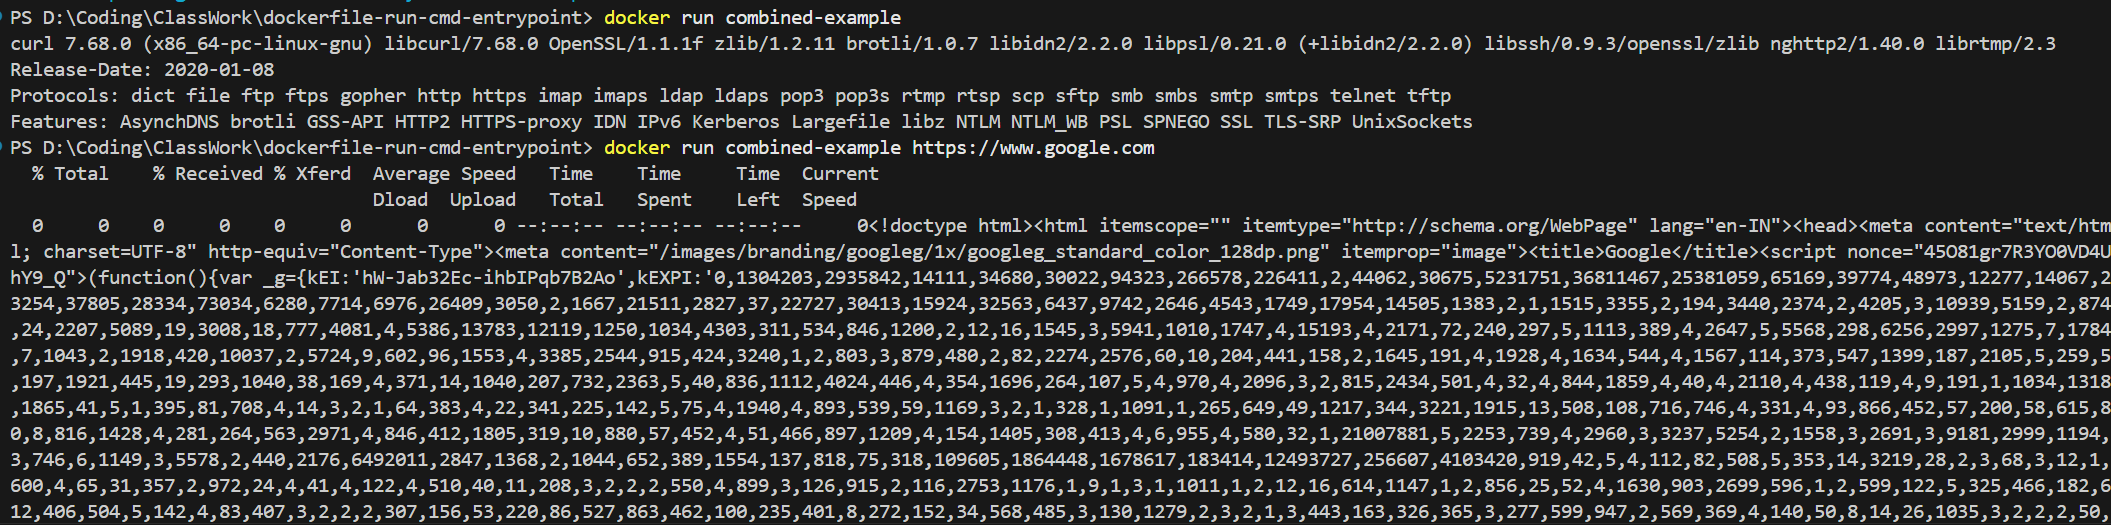 PS D:\Coding\ClassWork\dockerfile-run-cmd-entrypoint> docker run combined-example
curl 7.68.0 (x86_64-pc-linux-gnu) libcurl/7.68.0 OpenSSL/1.1.1f zlib/1.2.11 brotli/1.0.7 libidn2/2.2.0 libpsl/0.21.0 (+libidn2/2.2.0) libssh/0.9.3/openssl/zlib nghttp2/1.40.0 librtmp/2.3
Release-Date: 2020-01-08
Protocols: dict file ftp ftps gopher http https imap imaps ldap ldaps pop3 pop3s rtmp rtsp scp sftp smb smbs smtp smtps telnet tftp
Features: AsynchDNS brotli GSS-API HTTP2 HTTPS-proxy IDN IPv6 Kerberos Largefile libz NTLM NTLM_WB PSL SPNEGO SSL TLS-SRP UnixSockets
PS D:\Coding\ClassWork\dockerfile-run-cmd-entrypoint> docker run combined-example https://www.google.com
  % Total    % Received % Xferd  Average Speed   Time    Time     Time  Current
                                 Dload  Upload   Total   Spent    Left  Speed
  0     0    0     0    0     0      0      0 --:--:-- --:--:-- --:--:--     0<!doctype html><html itemscope="" itemtype="http://schema.org/WebPage" lang="en-IN"><head><meta content="text/htm
l; charset=UTF-8" http-equiv="Content-Type"><meta content="/images/branding/googleg/1x/googleg_standard_color_128dp.png" itemprop="image"><title>Google</title><script nonce="45O81gr7R3YO0VD4U
hY9_Q">(function(){var _g={kEI:'hW-Jab32Ec-ihbIPqb7B2Ao',kEXPI:'0,1304203,2935842,14111,34680,30022,94323,266578,226411,2,44062,30675,5231751,36811467,25381059,65169,39774,48973,12277,14067,2
3254,37805,28334,73034,6280,7714,6976,26409,3050,2,1667,21511,2827,37,22727,30413,15924,32563,6437,9742,2646,4543,1749,17954,14505,1383,2,1,1515,3355,2,194,3440,2374,2,4205,3,10939,5159,2,874
,24,2207,5089,19,3008,18,777,4081,4,5386,13783,12119,1250,1034,4303,311,534,846,1200,2,12,16,1545,3,5941,1010,1747,4,15193,4,2171,72,240,297,5,1113,389,4,2647,5,5568,298,6256,2997,1275,7,1784
,7,1043,2,1918,420,10037,2,5724,9,602,96,1553,4,3385,2544,915,424,3240,1,2,803,3,879,480,2,82,2274,2576,60,10,204,441,158,2,1645,191,4,1928,4,1634,544,4,1567,114,373,547,1399,187,2105,5,259,5
,197,1921,445,19,293,1040,38,169,4,371,14,1040,207,732,2363,5,40,836,1112,4024,446,4,354,1696,264,107,5,4,970,4,2096,3,2,815,2434,501,4,32,4,844,1859,4,40,4,2110,4,438,119,4,9,191,1,1034,1318
,1865,41,5,1,395,81,708,4,14,3,2,1,64,383,4,22,341,225,142,5,75,4,1940,4,893,539,59,1169,3,2,1,328,1,1091,1,265,649,49,1217,344,3221,1915,13,508,108,716,746,4,331,4,93,866,452,57,200,58,615,8
0,8,816,1428,4,281,264,563,2971,4,846,412,1805,319,10,880,57,452,4,51,466,897,1209,4,154,1405,308,413,4,6,955,4,580,32,1,21007881,5,2253,739,4,2960,3,3237,5254,2,1558,3,2691,3,9181,2999,1194,
3,746,6,1149,3,5578,2,440,2176,6492011,2847,1368,2,1044,652,389,1554,137,818,75,318,109605,1864448,1678617,183414,12493727,256607,4103420,919,42,5,4,112,82,508,5,353,14,3219,28,2,3,68,3,12,1,
600,4,65,31,357,2,972,24,4,41,4,122,4,510,40,11,208,3,2,2,2,550,4,899,3,126,915,2,116,2753,1176,1,9,1,3,1,1011,1,2,12,16,614,1147,1,2,856,25,52,4,1630,903,2699,596,1,2,599,122,5,325,466,182,6
12,406,504,5,142,4,83,407,3,2,2,2,307,156,53,220,86,527,863,462,100,235,401,8,272,152,34,568,485,3,130,1279,2,3,2,1,3,443,163,326,365,3,277,599,947,2,569,369,4,140,50,8,14,26,1035,3,2,2,2,50,